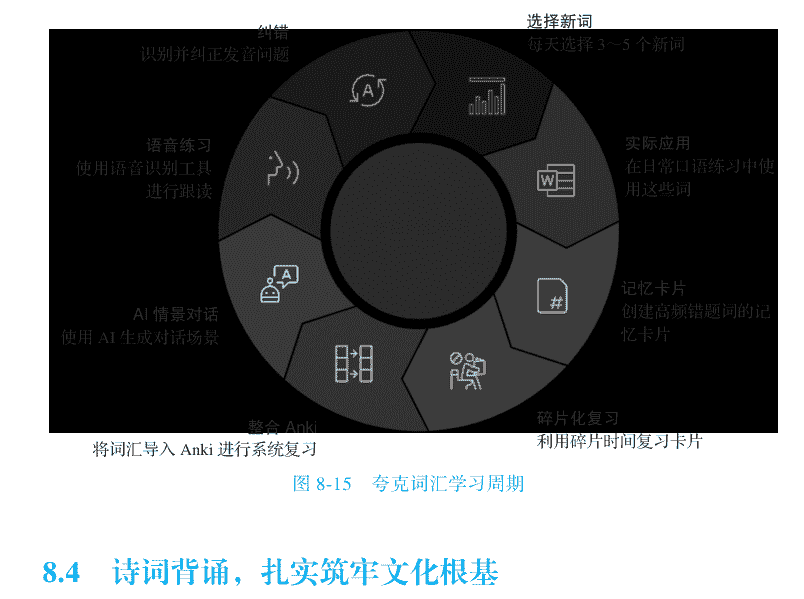 纠错
识别并纠正发音问题
选择新词
每天选择 3～5 个新词
语音练习
使用语音识别工具
进行跟读
实际应用
在日常口语练习中使
用这些词
AI 情景对话
使用 AI 生成对话场景
记忆卡片
创建高频错题词的记
忆卡片
整合 Anki
将词汇导入 Anki 进行系统复习
碎片化复习
利用碎片时间复习卡片
A
W
A
#
图 8-15 夸克词汇学习周期
8.4 诗词背诵，扎实筑牢文化根基